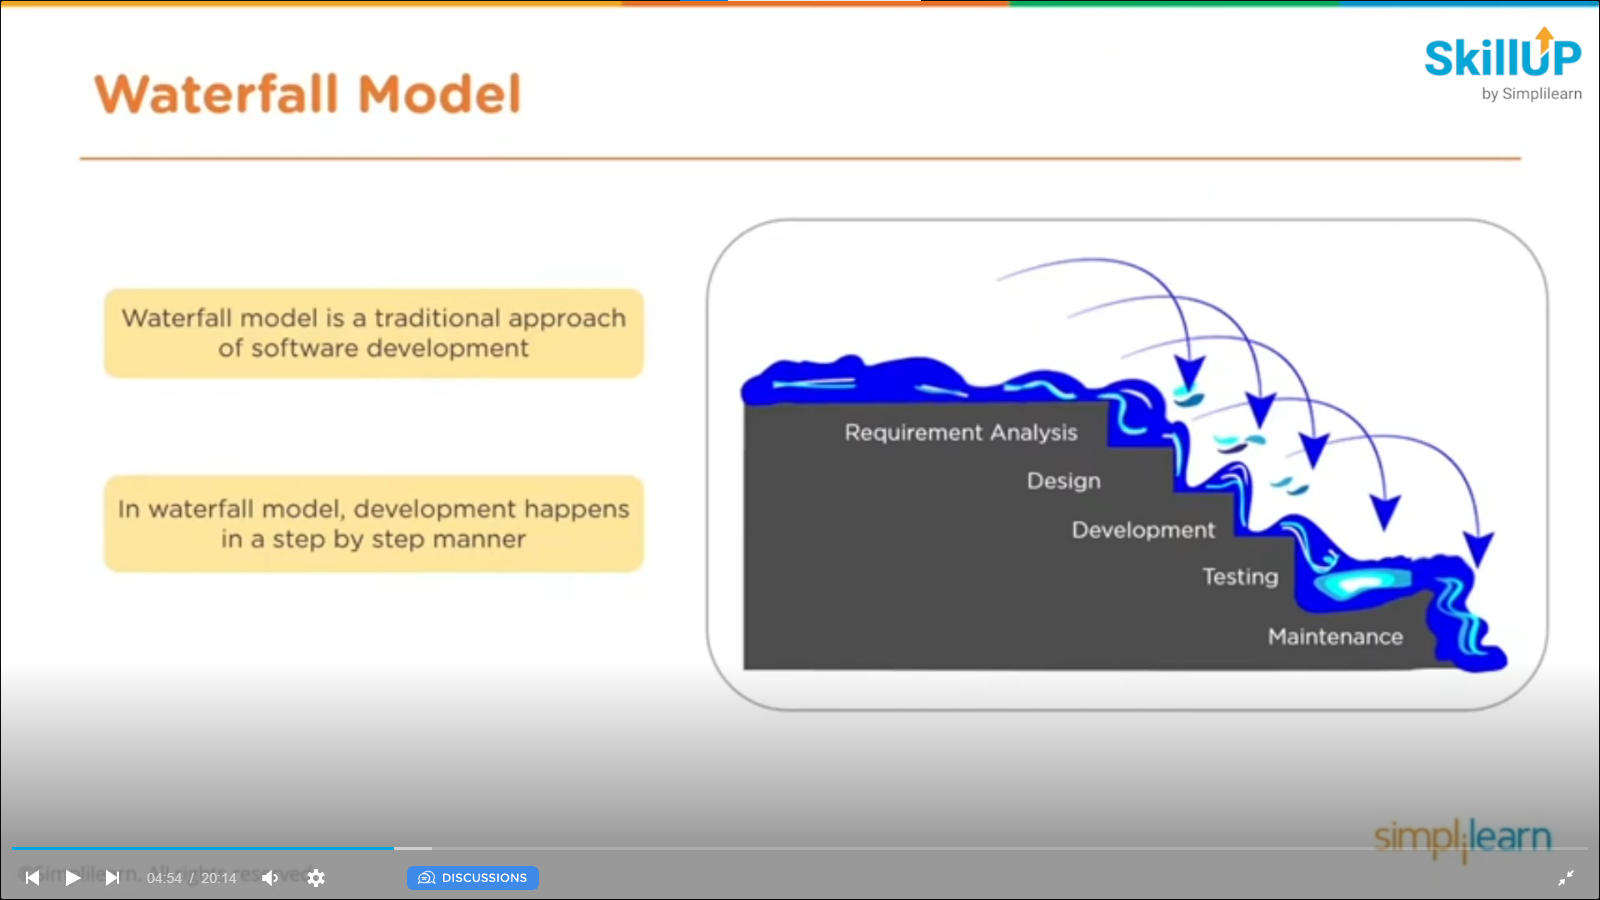 Waterfall Model
SkillUP
by Simplilearn
Waterfall model is a traditional approach
of software development
In waterfall model, development happens
in a step by step manner
Requirement Analysis
Design
Development
Testing
Maintenance
simplilearn
©Simplilearn. All rights reserved.
04:54 / 20:14
DISCUSSIONS